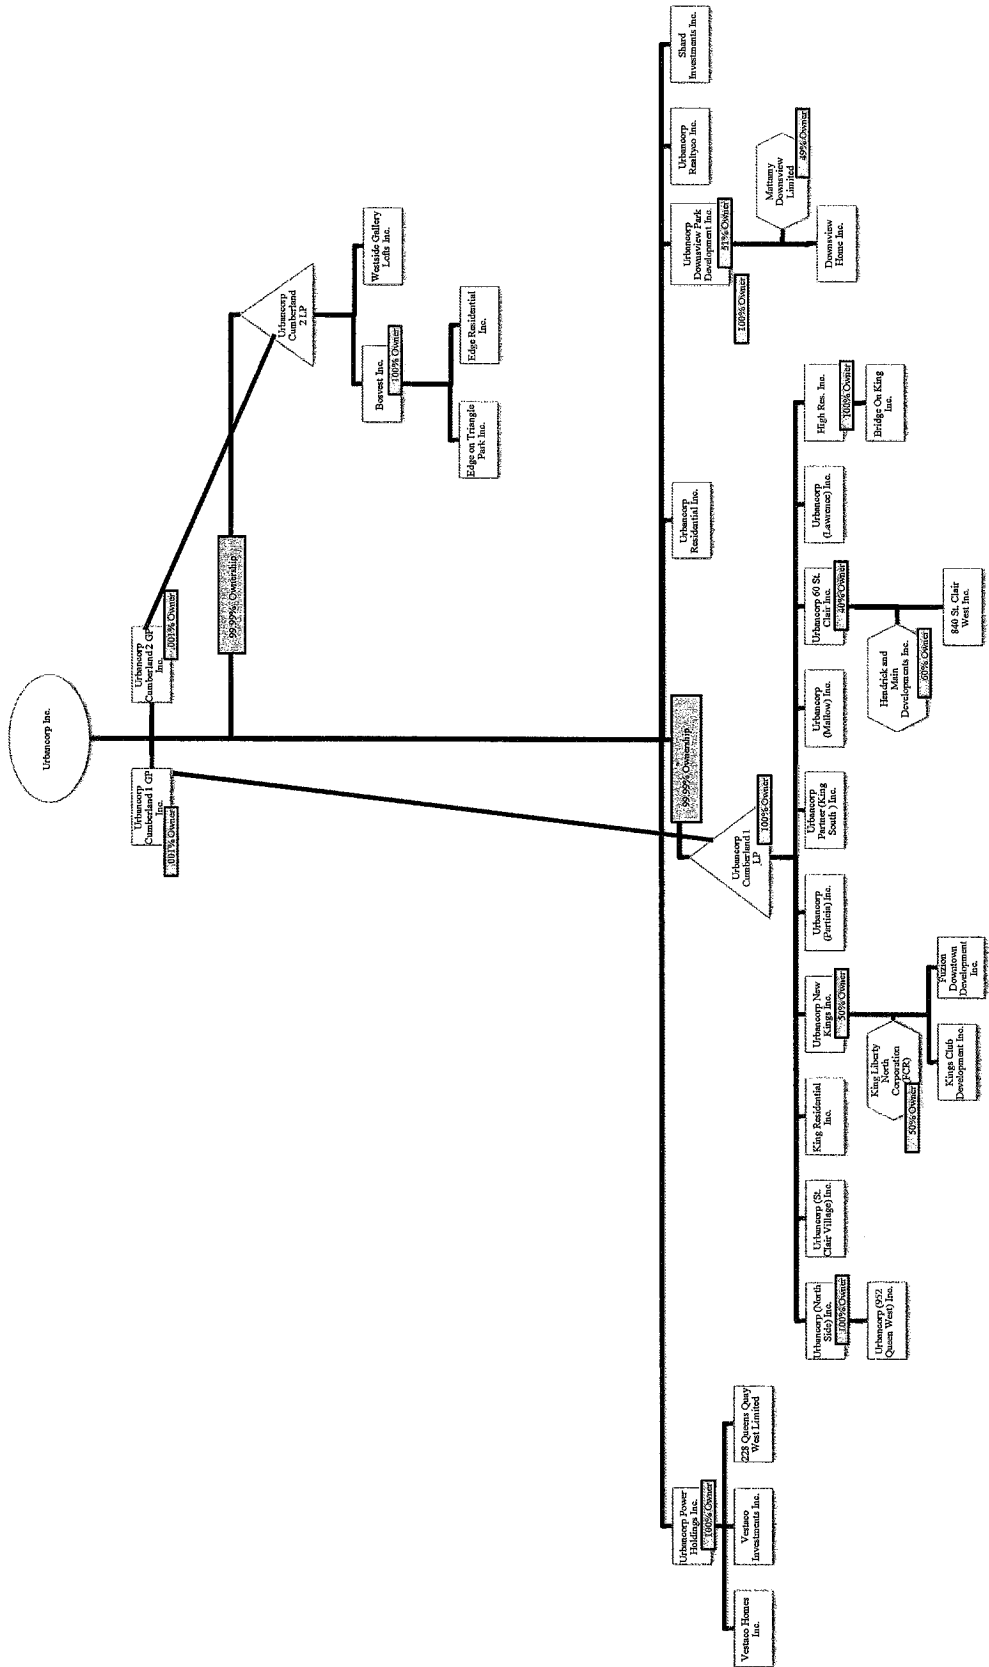 Urbancorp Inc.
Urbancorp
Cumberland 1 GP
Inc.
.001% Owner
Urbancorp
Cumberland 2 GP
Inc.
.001% Owner
99.99% Ownership
Urbancorp
Cumberland
2 LP
Bosvest Inc.
100% Owner
Westside Gallery
Lofts Inc.
Edge on Triangle
Park Inc.
Edge Residential
Inc.
Urbancorp Power
Holdings Inc.
100% Owner
Vestaco Homes
Inc.
Vestaco
Investments Inc.
228 Queens Quay
West Limited
99.99% Ownership
Urbancorp
Cumberland 1
LP
100% Owner
Urbancorp
Residential Inc.
Urbancorp
Downsview Park
Development Inc.
51% Owner
100% Owner
Urbancorp
Realtyco Inc.
Shard
Investments Inc.
Mattamy
Downsview
Limited
49% Owner
Downsview
Home Inc.
Urbancorp (North
Side) Inc.
100% Owner
Urbancorp (952
Queen West) Inc.
Urbancorp (St.
Clair Village) Inc.
King Residential
Inc.
Urbancorp New
Kings Inc.
50% Owner
King Liberty
North
Corporation
(FCR)
50% Owner
Kings Club
Development Inc.
Fuzion
Downtown
Development
Inc.
Urbancorp
(Particia) Inc.
Urbancorp
Partner (King
South ) Inc.
Urbancorp
(Mallow) Inc.
Urbancorp 60 St.
Clair Inc.
40% Owner
Hendrick and
Main
Developments Inc.
60% Owner
840 St. Clair
West Inc.
Urbancorp
(Lawrence) Inc.
High Res. Inc.
100% Owner
Bridge On King
Inc.